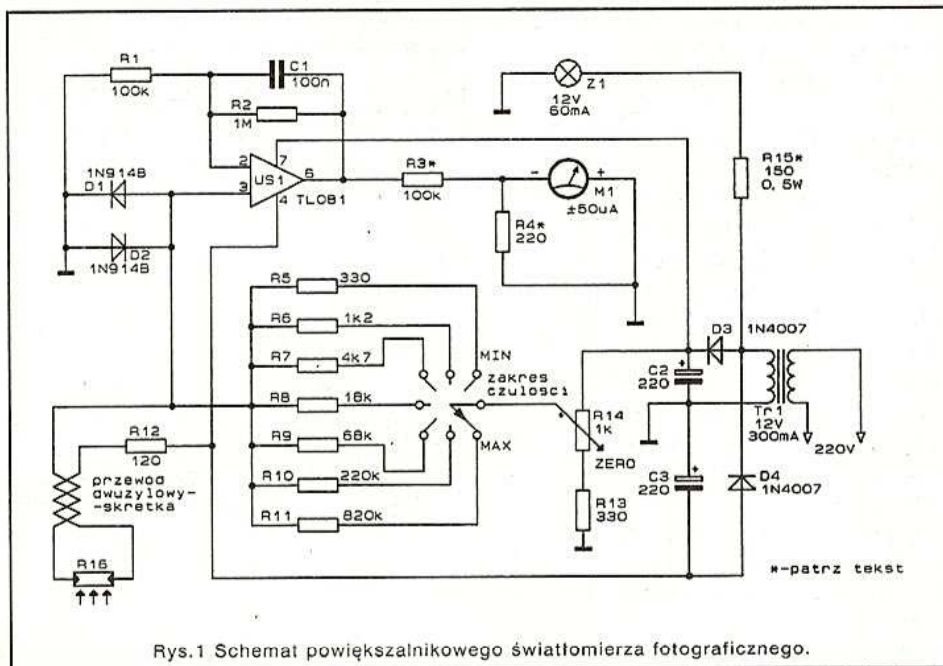 R1
100k
C1
100n
R2
1M
Z1
12V
60mA
1N914B
D1
2
7
3
US1
6
4
TL081
R3*
100k
-
+
M1
±50uA
R4*
220
R15*
150
0,5W
D2
1N914B
R5
330
R6
1k2
R7
4k7
R8
18k
R9
68k
R10
220k
R11
820k
MIN
zakres
czulosci
MAX
R14
1k
ZERO
R13
330
D3
1N4007
+
C2
220
Tr1
12V
300mA
220V
+
C3
220
D4
1N4007
R12
120
przewod
dwuzylowy-
-skretka
R16
*-patrz tekst
Rys.1 Schemat powiększalnikowego światłomierza fotograficznego.